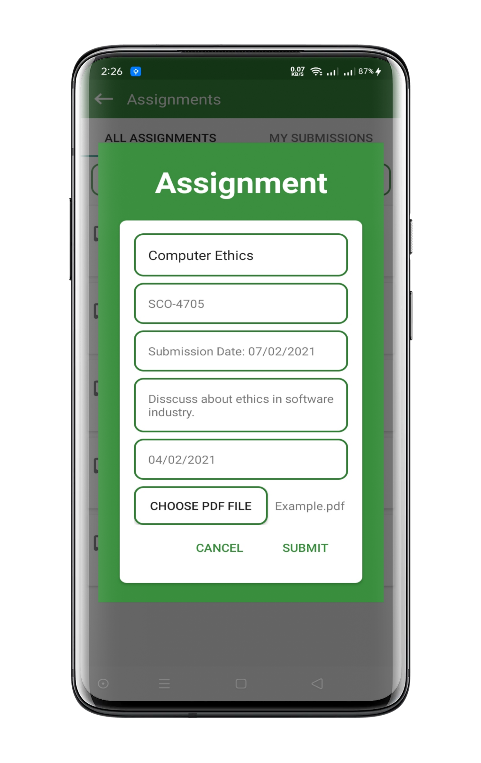 2:26
0.07
KB/S
87%
Assignments
ALL ASSIGNMENTS
MY SUBMISSIONS
Assignment
Computer Ethics
SCO-4705
Submission Date: 07/02/2021
Disscuss about ethics in software
industry.
04/02/2021
CHOOSE PDF FILE
Example.pdf
CANCEL
SUBMIT